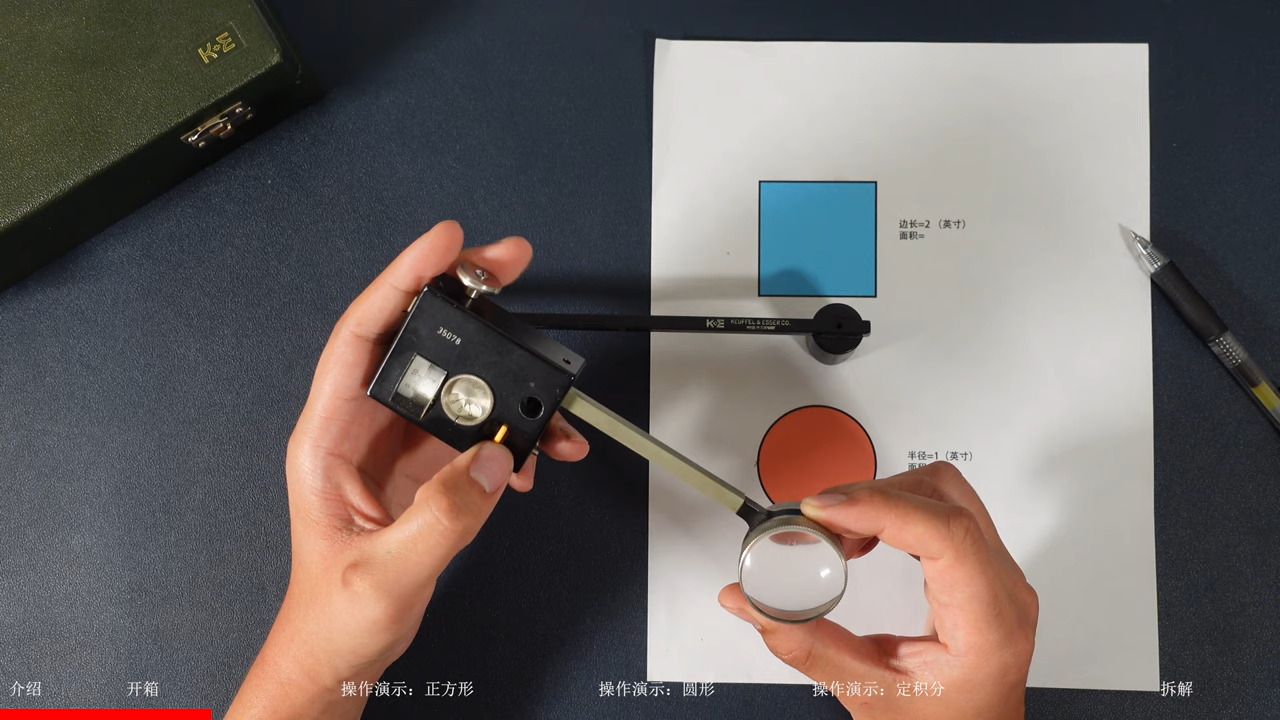 K+E
边长=2 （英寸）
面积=
K+E KEUFFEL & ESSER CO.
35078
半径=1（英寸）
介绍
开箱
操作演示：正方形
操作演示：圆形
操作演示：定积分
拆解